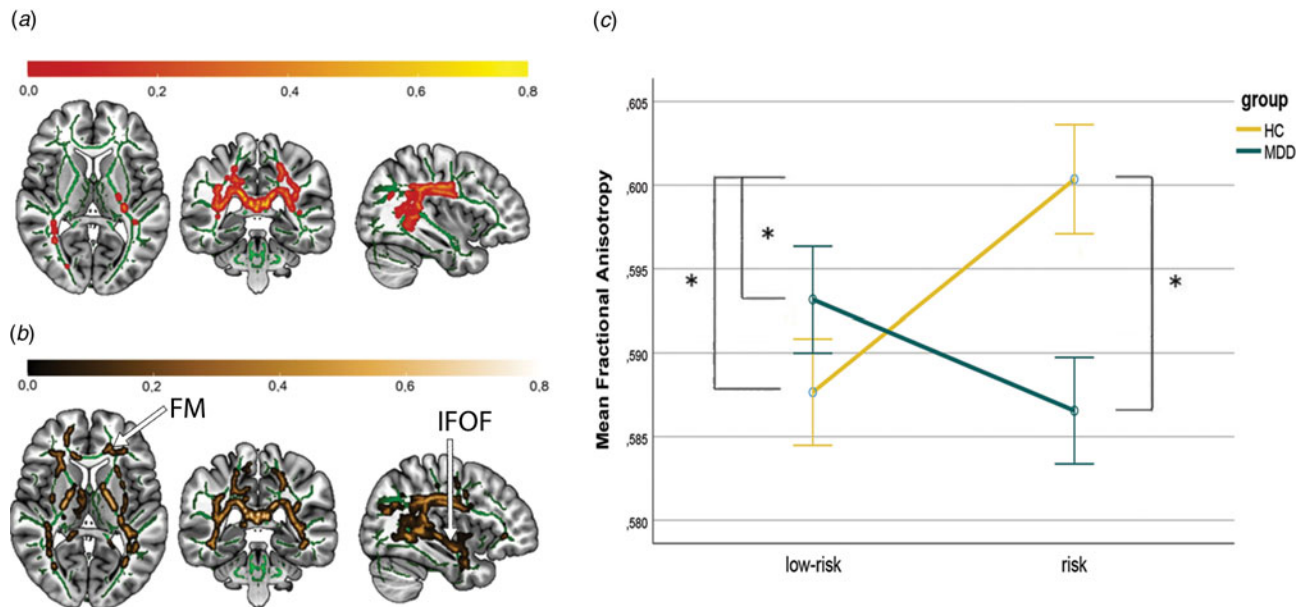 (a)
0,0 0,2 0,4 0,6 0,8
(b)
0,0 0,2 0,4 0,6 0,8
FM
IFOF
(c)
Mean Fractional Anisotropy
,605
,600
,595
,590
,585
,580
*
*
*
low-risk risk
group
HC
MDD